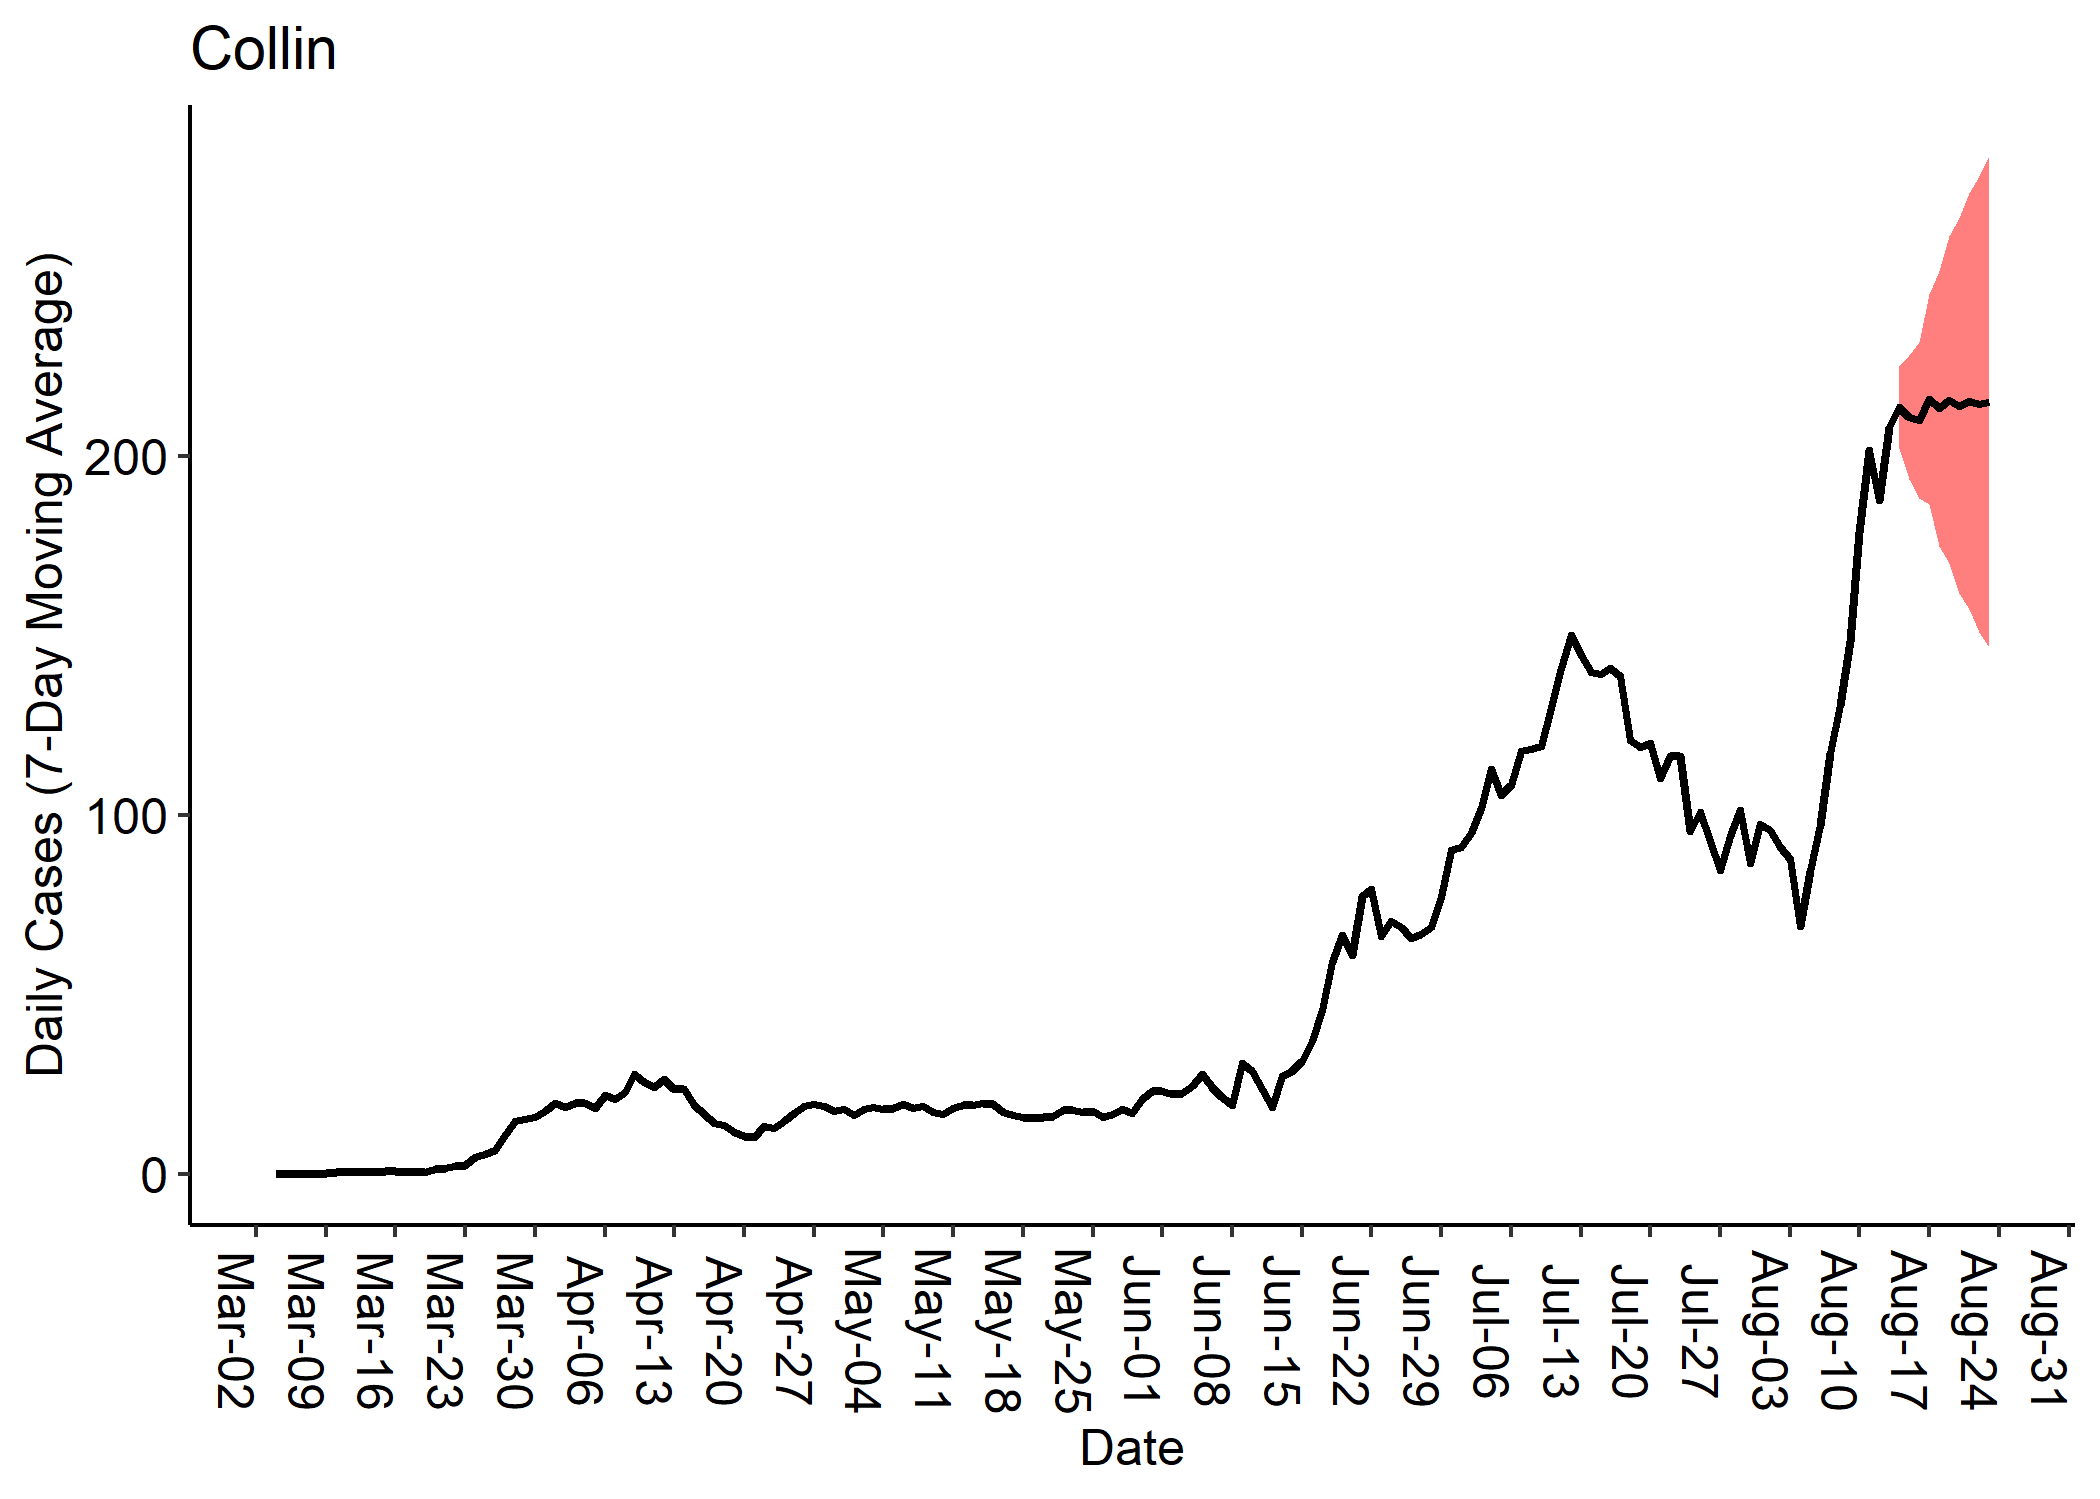 Collin
Daily Cases (7-Day Moving Average)
200
100
0
Mar-02
Mar-09
Mar-16
Mar-23
Mar-30
Apr-06
Apr-13
Apr-20
Apr-27
May-04
May-11
May-18
May-25
Jun-01
Jun-08
Jun-15
Jun-22
Jun-29
Jul-06
Jul-13
Jul-20
Jul-27
Aug-03
Aug-10
Aug-17
Aug-24
Aug-31
Date